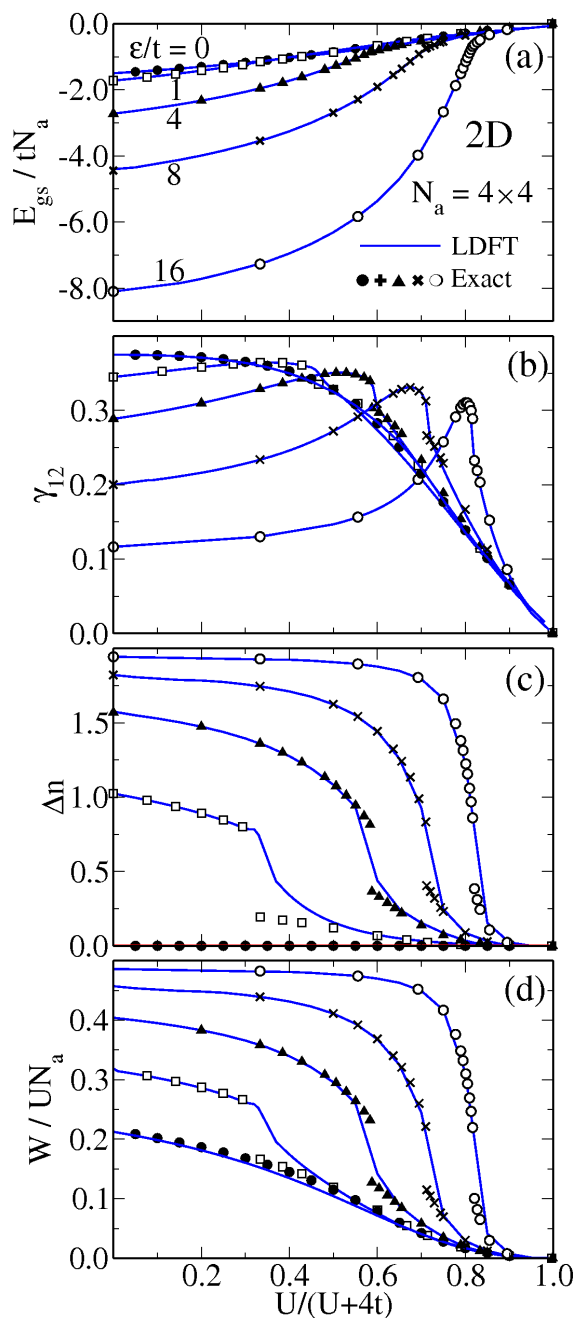 0.0
ε/t = 0
(a)
1
-2.0
4
2D
E_gs / tN_a
-4.0
8
N_a = 4×4
LDFT
-6.0
Exact
16
-8.0
(b)
0.3
0.2
γ_12
0.1
0.0
(c)
1.5
1.0
Δn
0.5
0.0
(d)
0.4
0.3
W / UN_a
0.2
0.1
0.0
0.2
0.4
0.6
0.8
1.0
U/(U+4t)